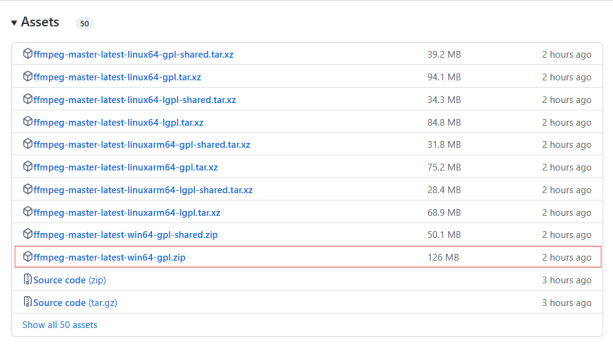 Assets 50
ffmpeg-master-latest-linux64-gpl-shared.tar.xz 39.2 MB 2 hours ago
ffmpeg-master-latest-linux64-gpl.tar.xz 94.1 MB 2 hours ago
ffmpeg-master-latest-linux64-lgpl-shared.tar.xz 34.3 MB 2 hours ago
ffmpeg-master-latest-linux64-lgpl.tar.xz 84.8 MB 2 hours ago
ffmpeg-master-latest-linuxarm64-gpl-shared.tar.xz 31.8 MB 2 hours ago
ffmpeg-master-latest-linuxarm64-gpl.tar.xz 75.2 MB 2 hours ago
ffmpeg-master-latest-linuxarm64-lgpl-shared.tar.xz 28.4 MB 2 hours ago
ffmpeg-master-latest-linuxarm64-lgpl.tar.xz 68.9 MB 2 hours ago
ffmpeg-master-latest-win64-gpl-shared.zip 50.1 MB 2 hours ago
ffmpeg-master-latest-win64-gpl.zip 126 MB 2 hours ago
Source code (zip) 3 hours ago
Source code (tar.gz) 3 hours ago
Show all 50 assets